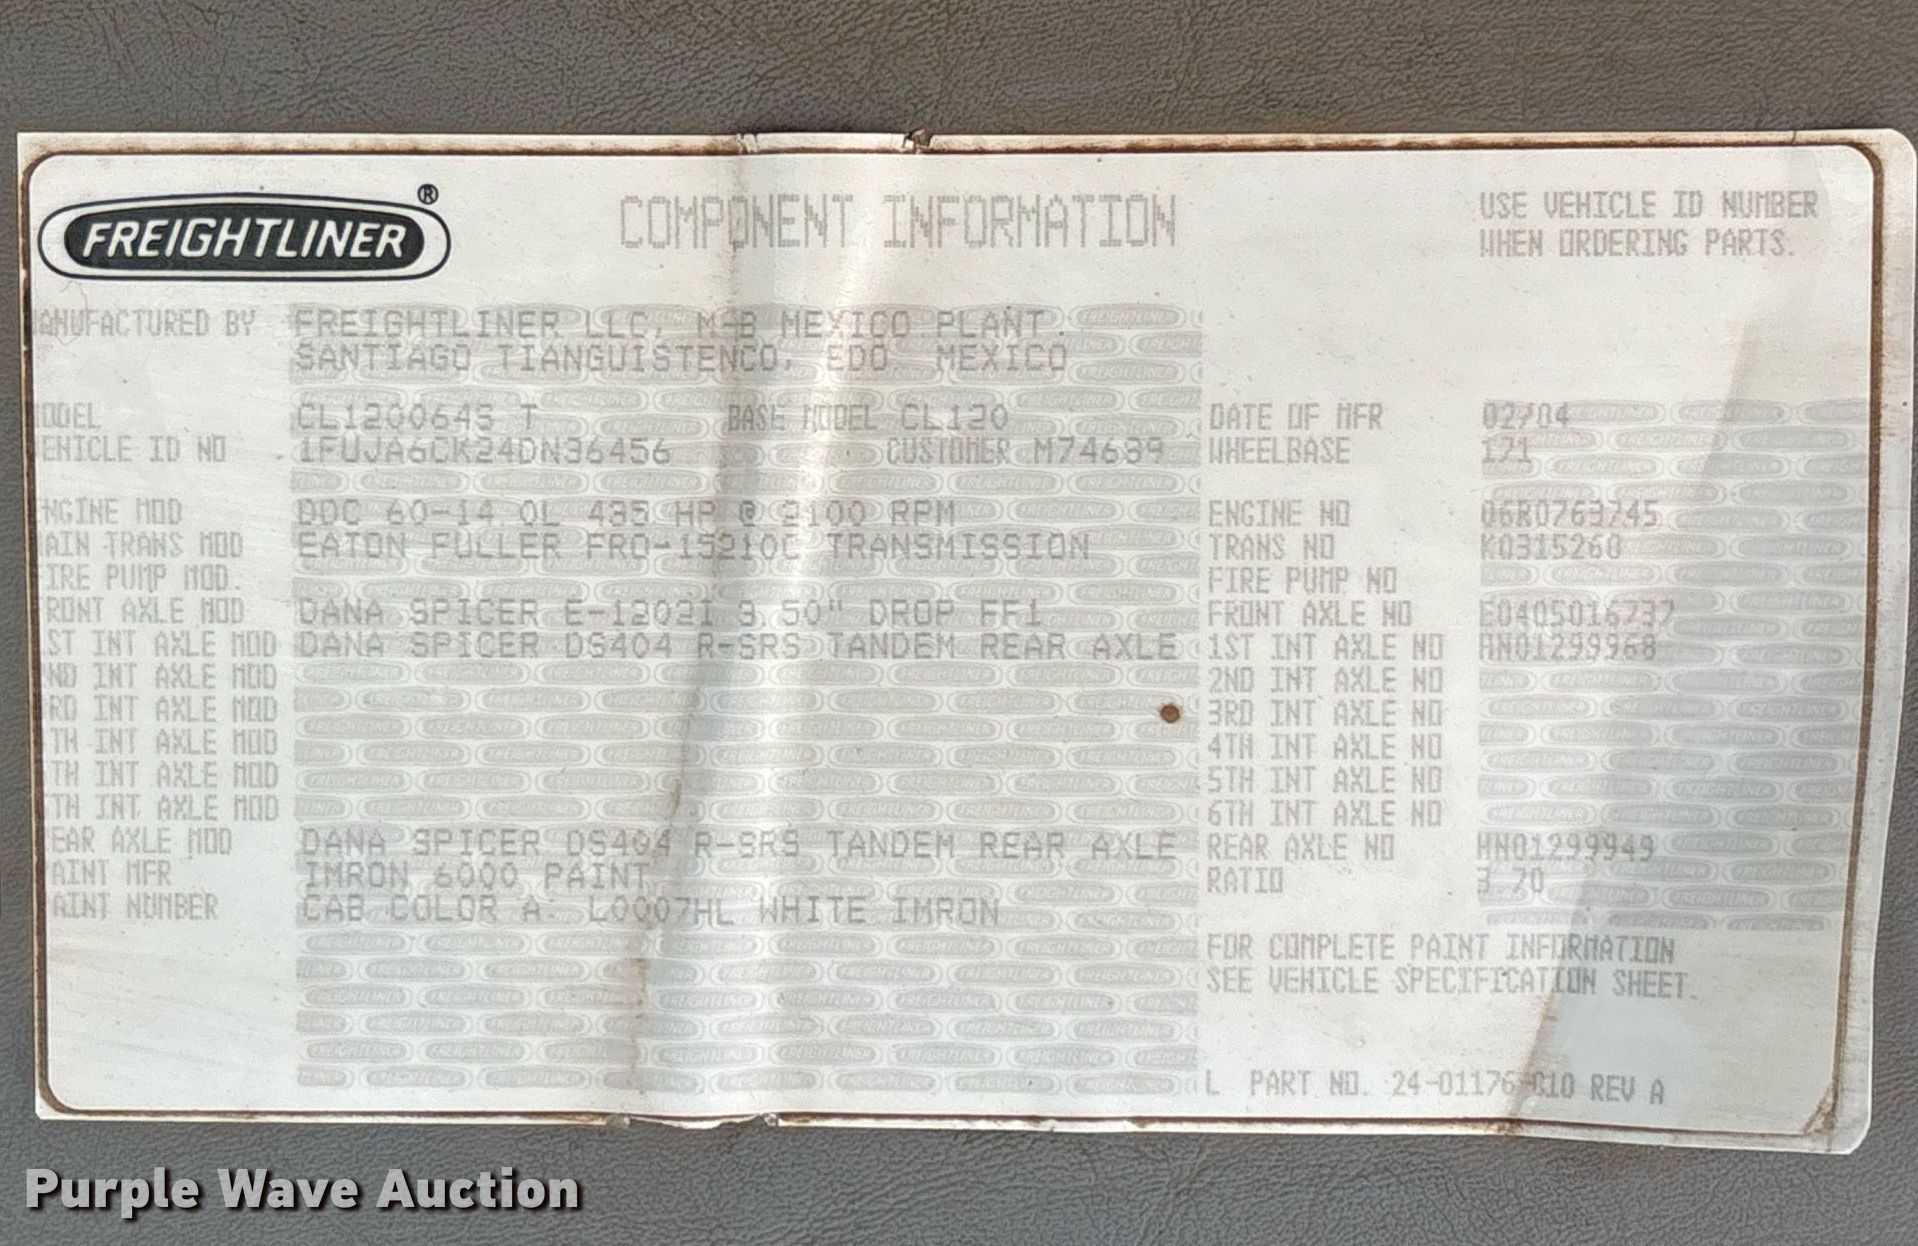 FREIGHTLINER®
COMPONENT INFORMATION
USE VEHICLE ID NUMBER
WHEN ORDERING PARTS.
MANUFACTURED BY FREIGHTLINER LLC, M-B MEXICO PLANT
SANTIAGO TIANGUISTENCO, EDO MEXICO
MODEL CL120064S T BASE MODEL CL120 DATE OF MFR 02/04
VEHICLE ID NO. 1FUJA6CK24DN36456 CUSTOMER M74639 WHEELBASE 171
ENGINE MOD DDC 60-14.0L 435 HP @ 2100 RPM ENGINE NO 06R0763745
MAIN TRANS MOD EATON FULLER FRO-15210C TRANSMISSION TRANS NO K0315260
FIRE PUMP MOD. FIRE PUMP NO
FRONT AXLE MOD DANA SPICER E-1202I 3.50" DROP FF1 FRONT AXLE NO E0405016737
1ST INT AXLE MOD DANA SPICER DS404 R-SRS TANDEM REAR AXLE 1ST INT AXLE NO HN01299968
2ND INT AXLE MOD 2ND INT AXLE NO
3RD INT AXLE MOD 3RD INT AXLE NO
TH INT AXLE MOD 4TH INT AXLE NO
TH INT AXLE MOD 5TH INT AXLE NO
TH INT AXLE MOD 6TH INT AXLE NO
REAR AXLE MOD DANA SPICER DS404 R-SRS TANDEM REAR AXLE REAR AXLE NO HN01299949
PAINT MFR IMRON 6000 PAINT RATIO 3.70
PAINT NUMBER CAB COLOR A: L0007HL WHITE IMRON
FOR COMPLETE PAINT INFORMATION
SEE VEHICLE SPECIFICATION SHEET.
L PART NO. 24-01176-010 REV A
Purple Wave Auction